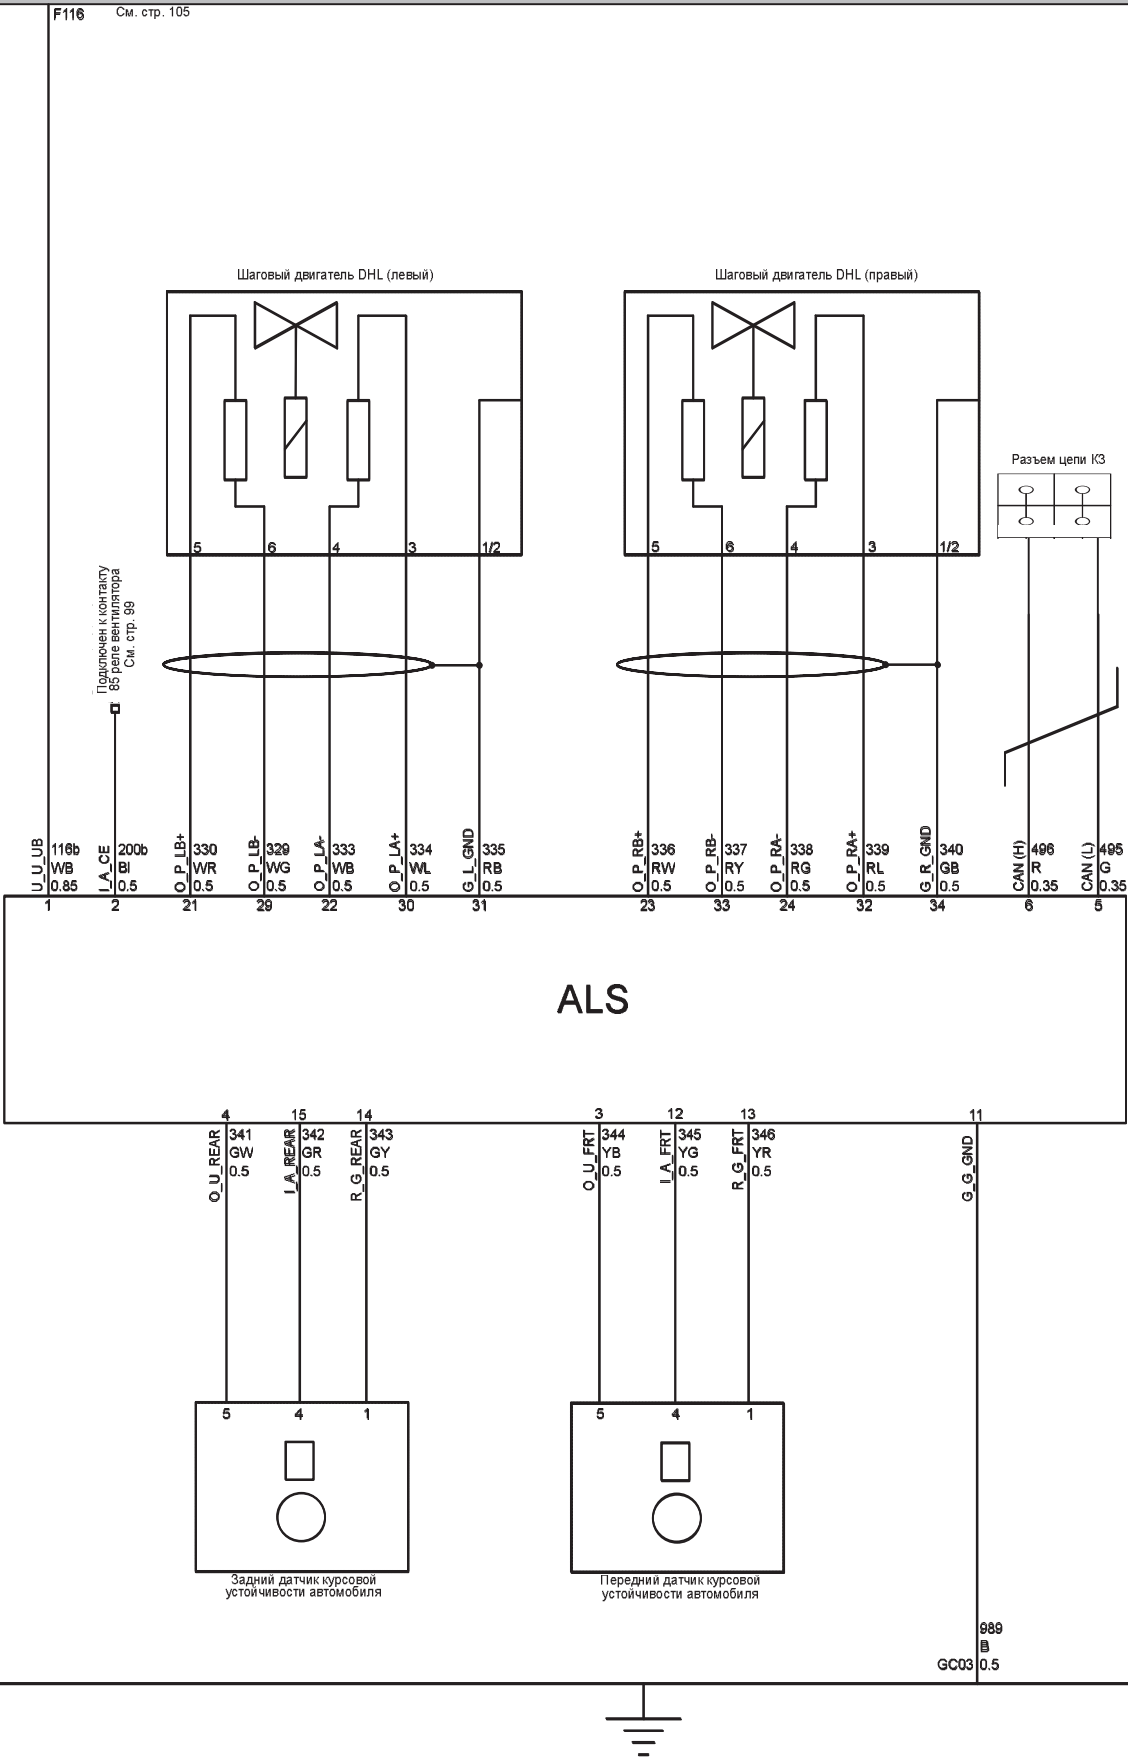 F116
См. стр. 105
Шаговый двигатель DHL (левый)
Шаговый двигатель DHL (правый)
Разъем цепи КЗ
5
6
4
3
1/2
5
6
4
3
1/2
Подключен к контакту
85 реле вентилятора
См. стр. 99
U_U_UB
116b
WB
0.85
I_A_CE
200b
Bl
0.5
O_P_LB+
330
WR
0.5
O_P_LB-
329
WG
0.5
O_P_LA-
333
WB
0.5
O_P_LA+
334
WL
0.5
G_L_GND
335
RB
0.5
O_P_RB+
336
RW
0.5
O_P_RB-
337
RY
0.5
O_P_RA-
338
RG
0.5
O_P_RA+
339
RL
0.5
G_R_GND
340
GB
0.5
CAN (H)
496
R
0.35
CAN (L)
495
G
0.35
1
2
21
29
22
30
31
23
33
24
32
34
6
5
ALS
4
15
14
3
12
13
11
O_U_REAR
341
GW
0.5
I_A_REAR
342
GR
0.5
R_G_REAR
343
GY
0.5
O_U_FRT
344
YB
0.5
I_A_FRT
345
YG
0.5
R_G_FRT
346
YR
0.5
G_G_GND
5
4
1
5
4
1
Задний датчик курсовой
устойчивости автомобиля
Передний датчик курсовой
устойчивости автомобиля
989
B
GC03 0.5